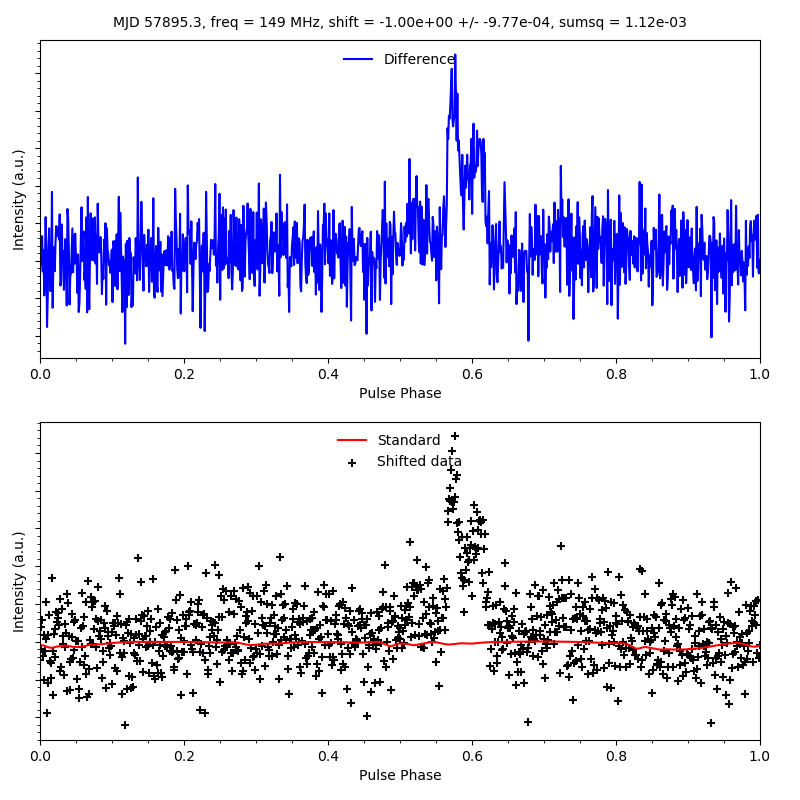 MJD 57895.3, freq = 149 MHz, shift = -1.00e+00 +/- -9.77e-04, sumsq = 1.12e-03
Difference
Intensity (a.u.)
0.0 0.2 0.4 0.6 0.8 1.0
Pulse Phase
Standard
Shifted data
Intensity (a.u.)
0.0 0.2 0.4 0.6 0.8 1.0
Pulse Phase